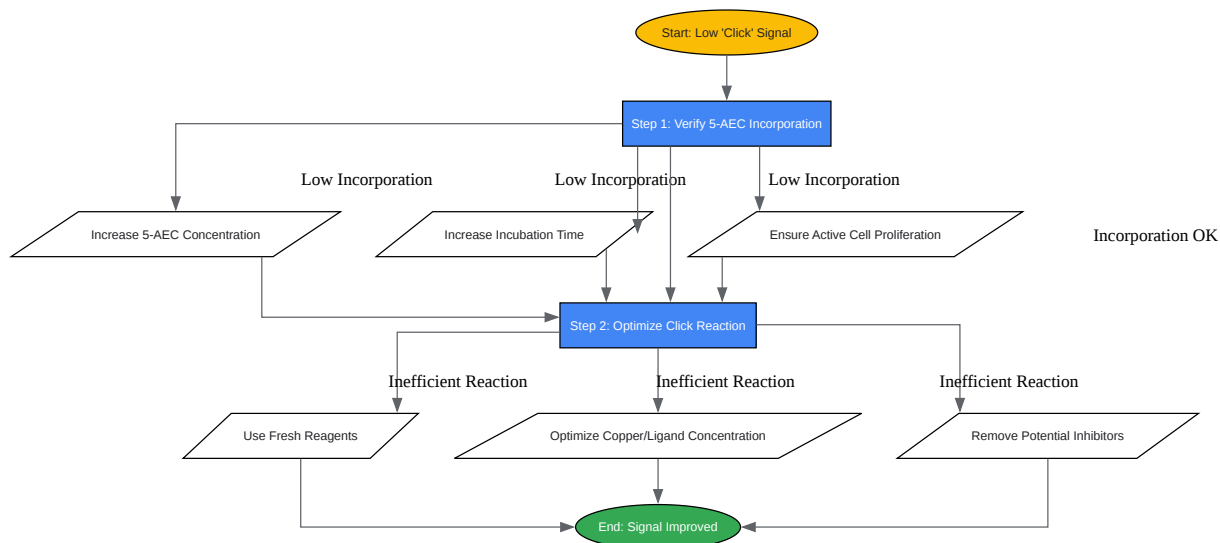 Start: Low 'Click' Signal
Step 1: Verify 5-AEC Incorporation
Low Incorporation
Low Incorporation
Low Incorporation
Increase 5-AEC Concentration
Increase Incubation Time
Ensure Active Cell Proliferation
Incorporation OK
Step 2: Optimize Click Reaction
Inefficient Reaction
Inefficient Reaction
Inefficient Reaction
Use Fresh Reagents
Optimize Copper/Ligand Concentration
Remove Potential Inhibitors
End: Signal Improved